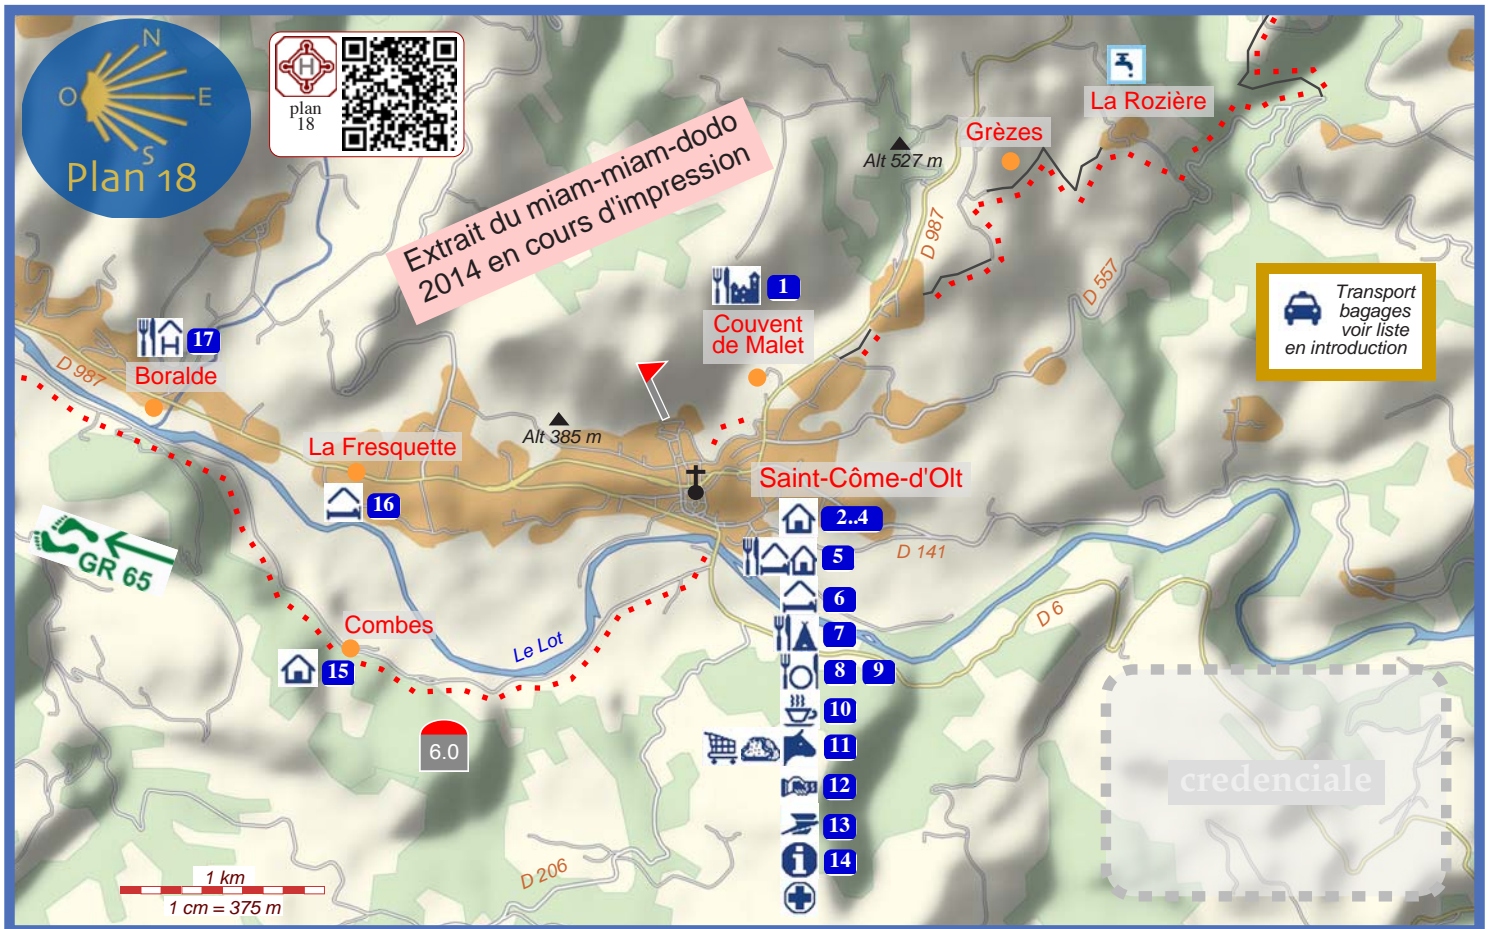 N
O
E
S
Plan 18
H
plan
18
Extrait du miam-miam-dodo
2014 en cours d'impression
Alt 527 m
Grèzes
La Rozière
D 987
D 557
1
Couvent
de Malet
Transport
bagages
voir liste
en introduction
H
17
Boralde
D 987
La Fresquette
16
Alt 385 m
Saint-Côme-d'Olt
2..4
5
6
7
8
9
10
11
12
13
i
14
D 141
D 6
GR 65
Combes
15
Le Lot
6.0
credenciale
D 206
1 km
1 cm = 375 m